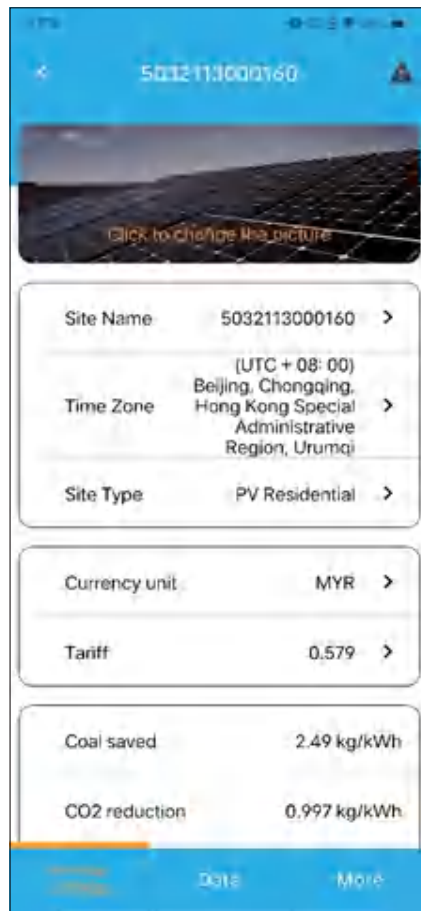 5032113000160
Click to change the picture
Site Name 5032113000160 >
(UTC + 08: 00)
Beijing, Chongqing,
Time Zone Hong Kong Special >
Administrative
Region, Urumqi
Site Type PV Residential >
Currency unit MYR >
Tariff 0.579 >
Coal saved 2.49 kg/kWh
CO2 reduction 0.997 kg/kWh
Data More